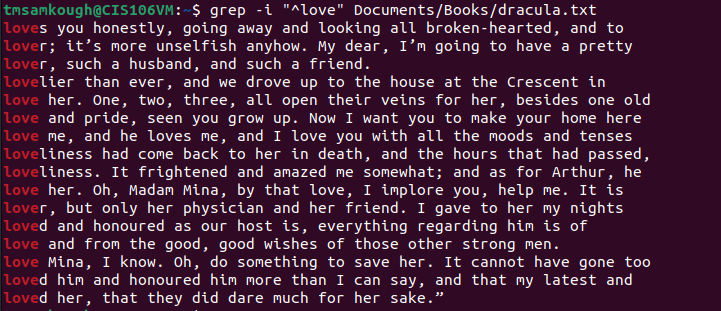 tmsamkough@CIS106VM:~$ grep -i "^love" Documents/Books/dracula.txt
loves you honestly, going away and looking all broken-hearted, and to
lover; it’s more unselfish anyhow. My dear, I’m going to have a pretty
lover, such a husband, and such a friend.
lovelier than ever, and we drove up to the house at the Crescent in
love her. One, two, three, all open their veins for her, besides one old
love and pride, seen you grow up. Now I want you to make your home here
love me, and he loves me, and I love you with all the moods and tenses
loveliness had come back to her in death, and the hours that had passed,
loveliness. It frightened and amazed me somewhat; and as for Arthur, he
love her. Oh, Madam Mina, by that love, I implore you, help me. It is
lover, but only her physician and her friend. I gave to her my nights
loved and honoured as our host is, everything regarding him is of
love and from the good, good wishes of those other strong men.
love Mina, I know. Oh, do something to save her. It cannot have gone too
loved him and honoured him more than I can say, and that my latest and
loved her, that they did dare much for her sake.”